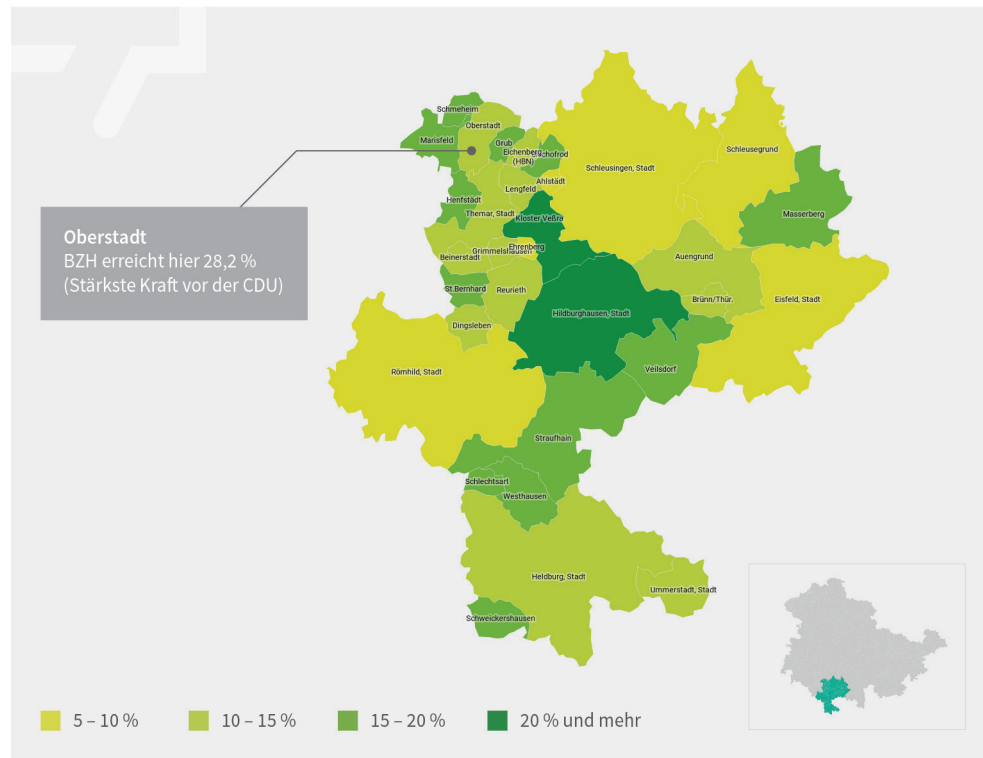 Schmeheim
Oberstadt
Marisfeld
Grub
Eichenberg
(HBN)
Schleusegrund
Schleusingen, Stadt
Ahlstädt
Lengfeld
Henfstädt
Themar, Stadt
Kloster Veßra
Masserberg
Oberstadt
BZH erreicht hier 28,2 %
(Stärkste Kraft vor der CDU)
Ehrenberg
Grimmelshausen
Beinerstadt
Auengrund
St.Bernhard
Reurieth
Brünn/Thür.
Eisfeld, Stadt
Hildburghausen, Stadt
Dingsleben
Römhild, Stadt
Veilsdorf
Straufhain
Schlechtsart
Westhausen
Heldburg, Stadt
Ummerstadt, Stadt
Schweickershausen
5 – 10 %
10 – 15 %
15 – 20 %
20 % und mehr